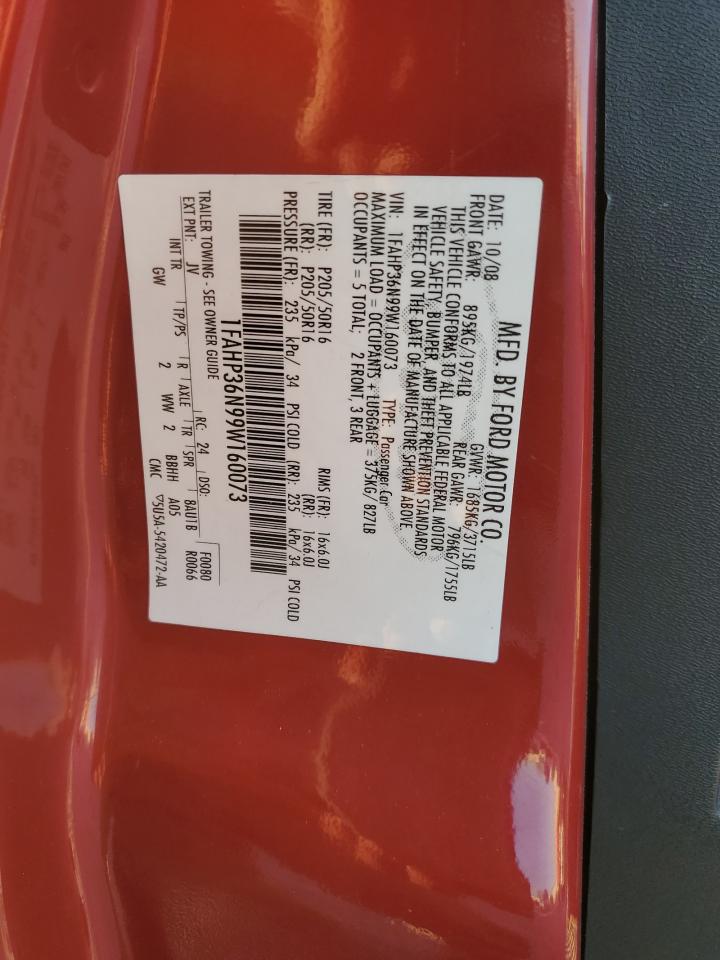 MFD. BY FORD MOTOR CO.
DATE: 10/08 GVWR: 1685KG/3715LB
FRONT GAWR: 895KG/1974LB REAR GAWR: 796KG/1755LB
THIS VEHICLE CONFORMS TO ALL APPLICABLE FEDERAL MOTOR
VEHICLE SAFETY, BUMPER, AND THEFT PREVENTION STANDARDS
IN EFFECT ON THE DATE OF MANUFACTURE SHOWN ABOVE.
VIN: 1FAHP36N99W160073 TYPE: Passenger Car
MAXIMUM LOAD = OCCUPANTS + LUGGAGE = 375KG/ 827LB
OCCUPANTS = 5 TOTAL; 2 FRONT, 3 REAR
TIRE (FR): P205/50R16 RIMS (FR): 16x6.0J
(RR): P205/50R16 (RR): 16x6.0J
PRESSURE (FR): 235 kPa/ 34 PSI COLD (RR): 235 kPa/ 34 PSI COLD
1FAHP36N99W160073
TRAILER TOWING - SEE OWNER GUIDE
EXT PNT: JV RC: 24 DSO: F0080
INT TR TP/PS R AXLE TR SPR 8AU1B R0066
GW 2 2 WW 2 BBHH A05
CMC ▽5U5A-5420472-AA